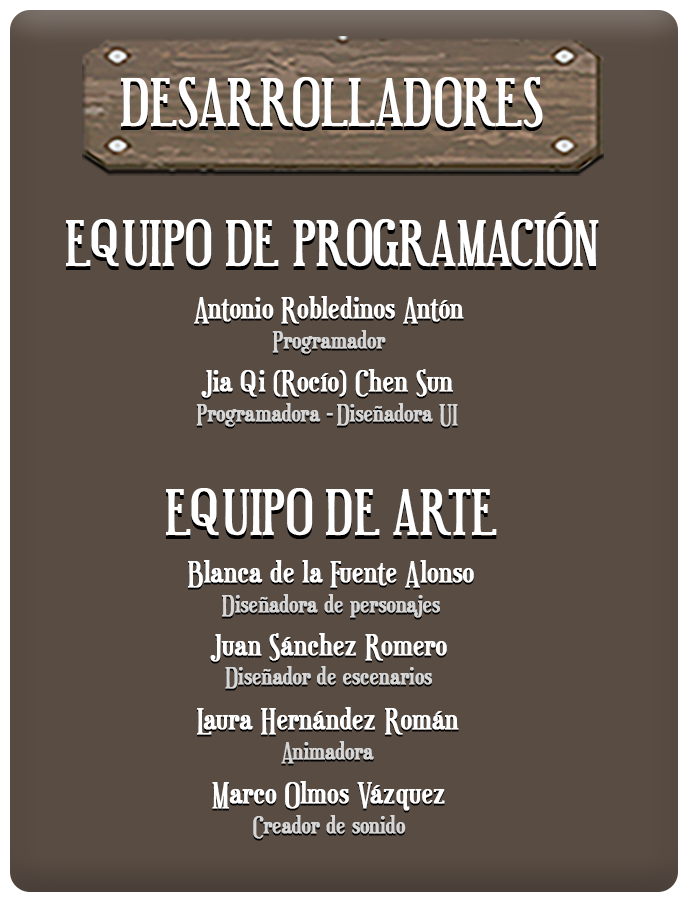 DESARROLLADORES
EQUIPO DE PROGRAMACIÓN
Antonio Robledinos Antón
Programador
Jia Qi (Rocío) Chen Sun
Programadora - Diseñadora UI
EQUIPO DE ARTE
Blanca de la Fuente Alonso
Diseñadora de personajes
Juan Sánchez Romero
Diseñador de escenarios
Laura Hernández Román
Animadora
Marco Olmos Vázquez
Creador de sonido